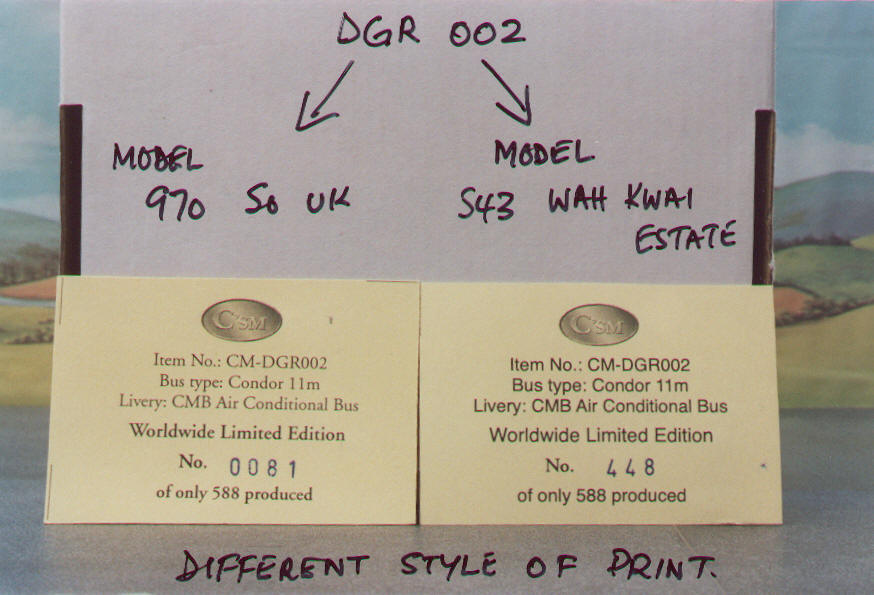 DGR 002
MODEL
970 So UK
MODEL
S43 WAH KWAI
ESTATE
C'SM
Item No.: CM-DGR002
Bus type: Condor 11m
Livery: CMB Air Conditional Bus
Worldwide Limited Edition
No. 0081
of only 588 produced
C'SM
Item No.: CM-DGR002
Bus type: Condor 11m
Livery: CMB Air Conditional Bus
Worldwide Limited Edition
No. 448
of only 588 produced
DIFFERENT STYLE OF PRINT.